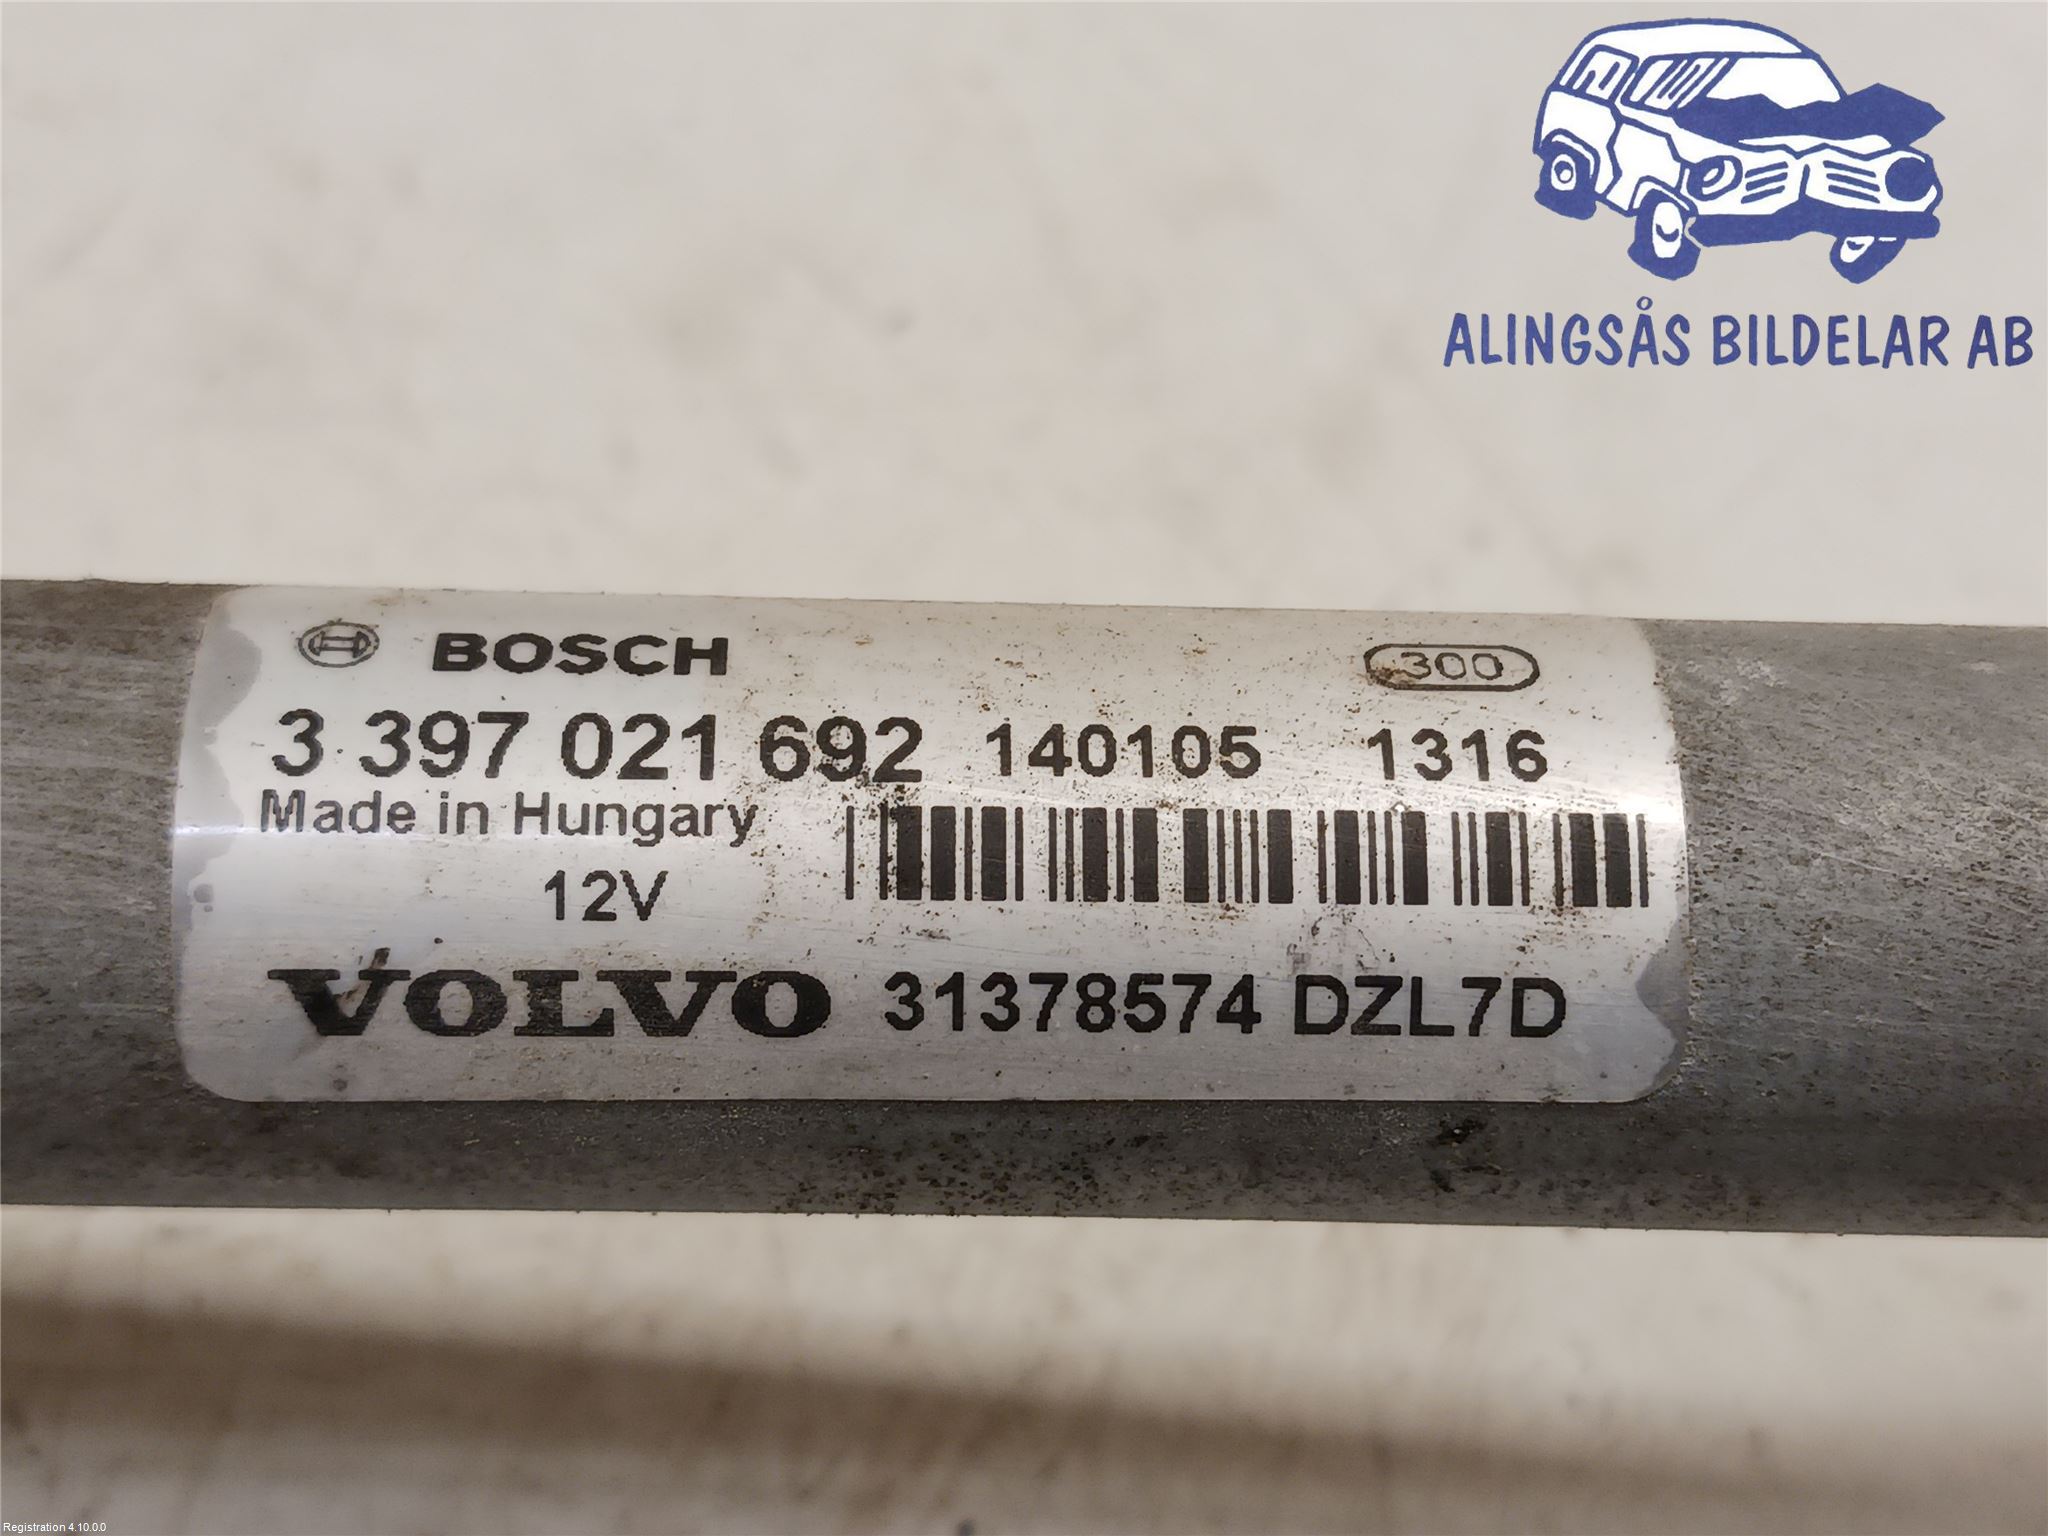 ALINGSÅS BILDELAR AB
BOSCH 300
3 397 021 692 140105 1316
Made in Hungary
12V
VOLVO 31378574 DZL7D
Registration 4.10.0.0